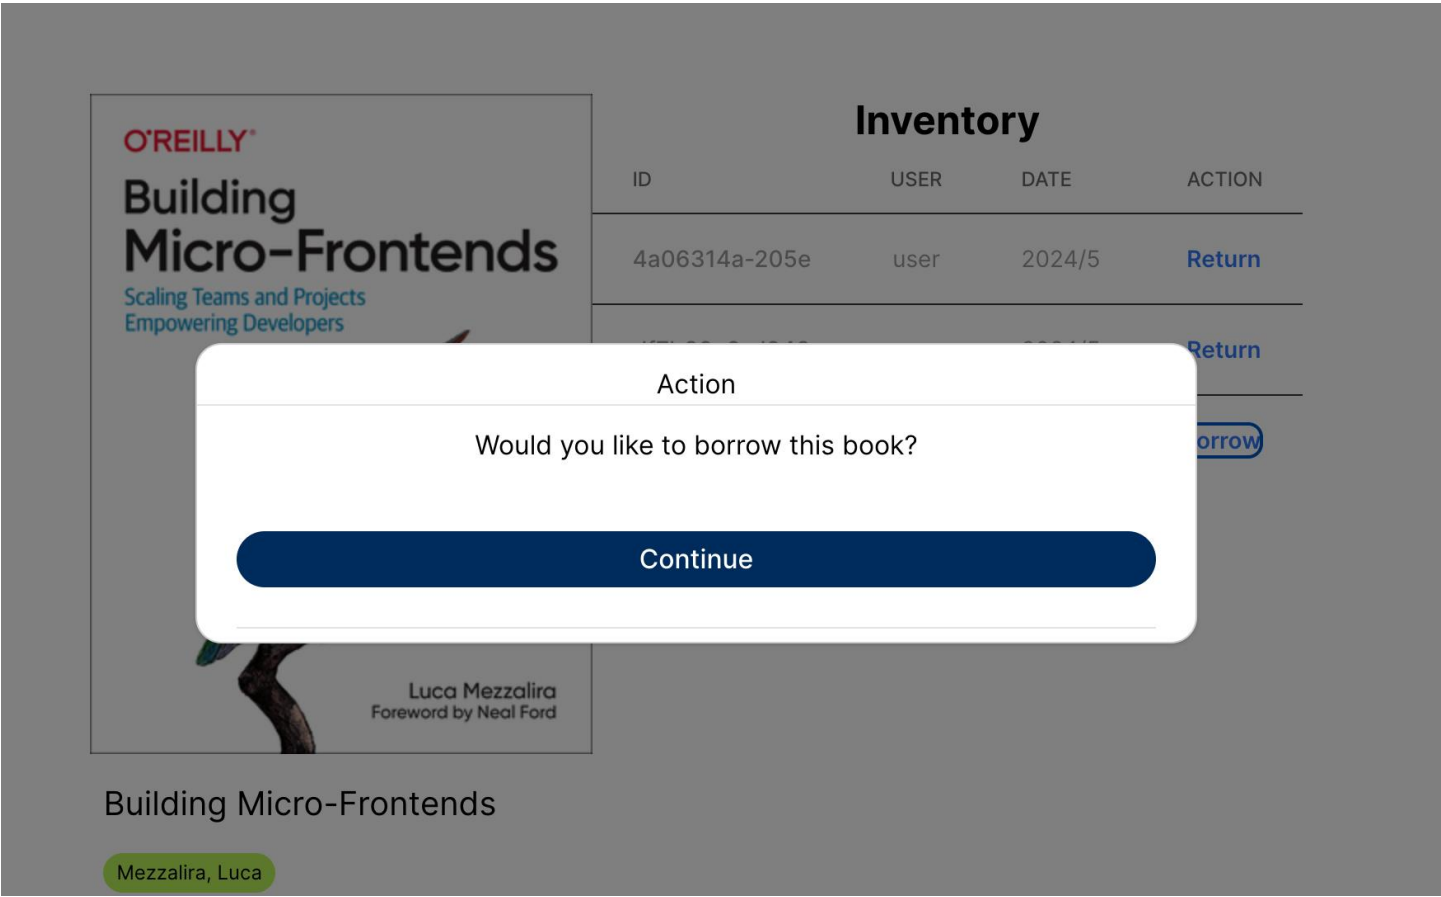 O'REILLY®
Building
Micro-Frontends
Scaling Teams and Projects
Empowering Developers
Luca Mezzalira
Foreword by Neal Ford
Building Micro-Frontends
Mezzalira, Luca
Inventory
ID USER DATE ACTION
4a06314a-205e user 2024/5 Return
Return
Action
Would you like to borrow this book?
Continue